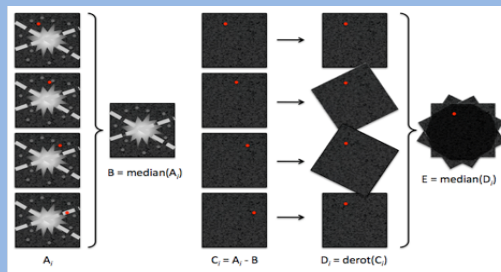 B = median(Aᵢ)
E = median(Dᵢ)
Aᵢ
Cᵢ = Aᵢ - B
Dᵢ = derot(Cᵢ)